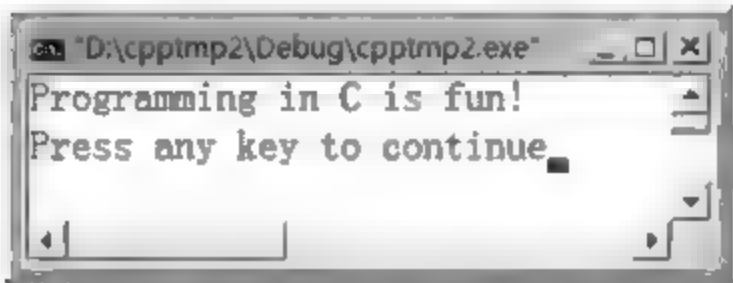 "D:\cpptmp2\Debug\cpptmp2.exe"
Programming in C is fun!
Press any key to continue